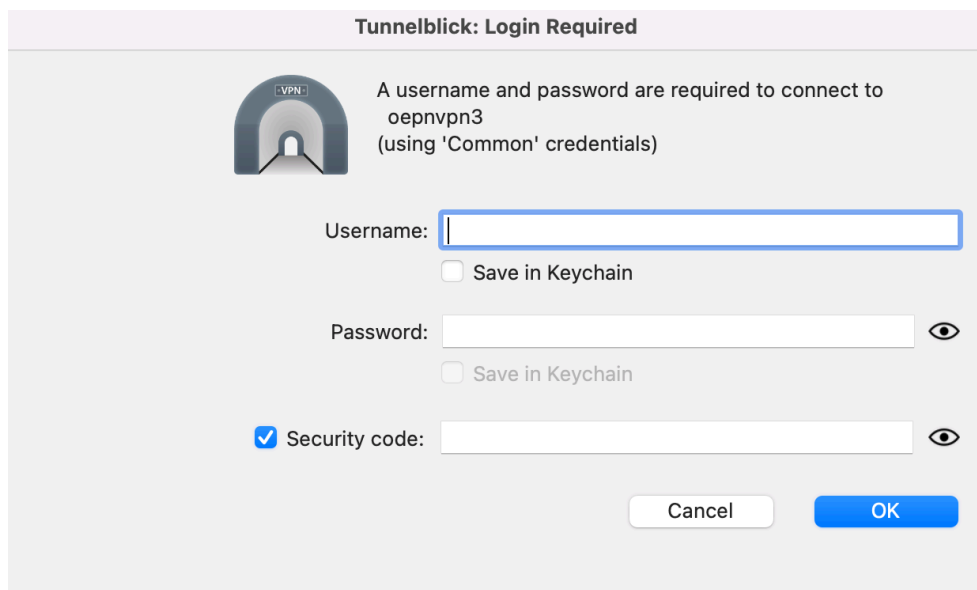 Tunnelblick: Login Required
-VPN-
A username and password are required to connect to
oepnvpn3
(using 'Common' credentials)
Username:
Save in Keychain
Password:
Save in Keychain
Security code:
Cancel OK